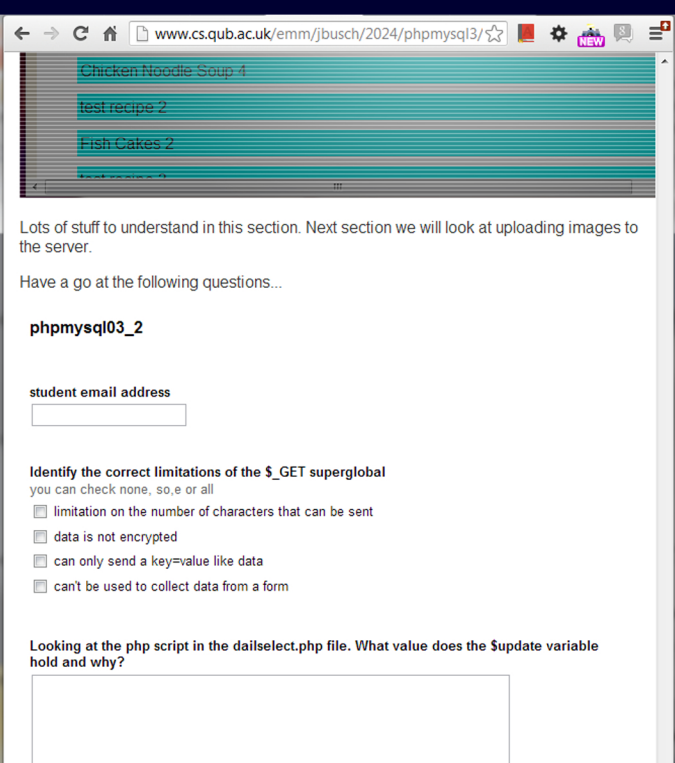 www.cs.qub.ac.uk/emm/jbusch/2024/phpmysql3/
NEW
8
Chicken Noodle Soup 4
test recipe 2
Fish Cakes 2
test recipe 2
Lots of stuff to understand in this section. Next section we will look at uploading images to
the server.
Have a go at the following questions...
phpmysql03_2
student email address
Identify the correct limitations of the $_GET superglobal
you can check none, so,e or all
limitation on the number of characters that can be sent
data is not encrypted
can only send a key=value like data
can't be used to collect data from a form
Looking at the php script in the dailselect.php file. What value does the $update variable
hold and why?